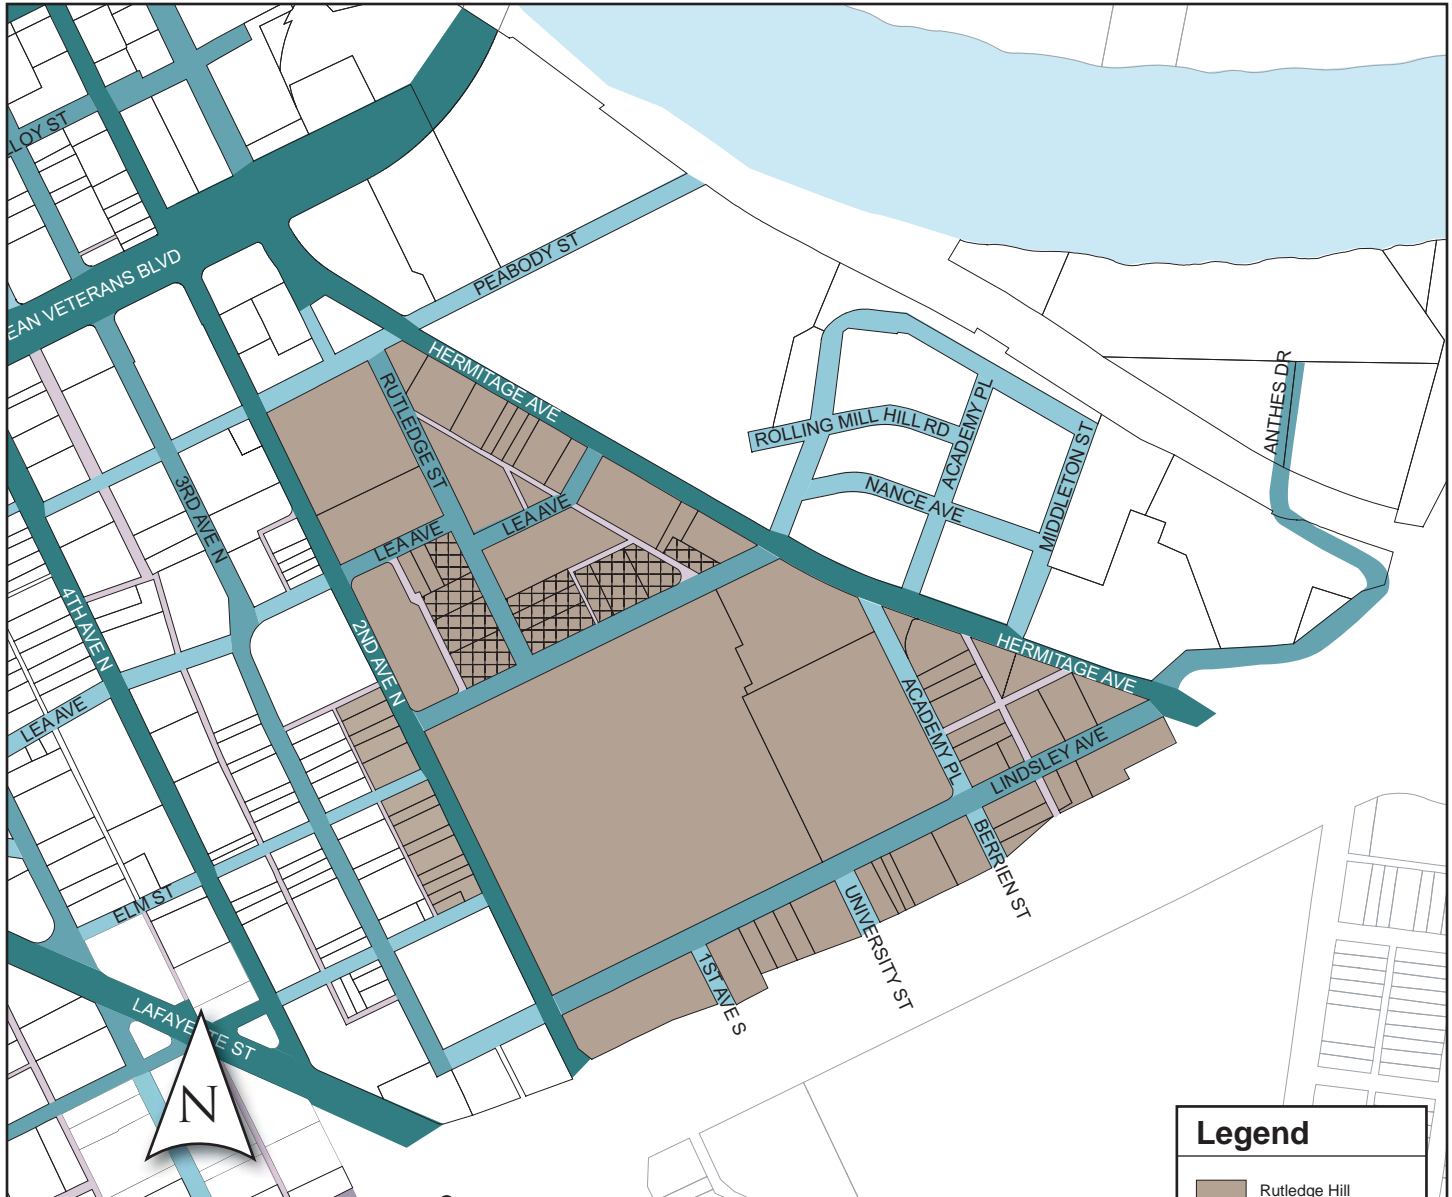 LOY ST
EAN VETERANS BLVD
PEABODY ST
HERMITAGE AVE
RUTLEDGE ST
ROLLING MILL HILL RD
ACADEMY PL
ANTHES DR
MIDDLETON ST
NANCE AVE
3RD AVE N
LEA AVE
LEA AVE
4TH AVE N
2ND AVE N
HERMITAGE AVE
LEA AVE
ACADEMY PL
LINDSLEY AVE
BERRIEN ST
ELM ST
UNIVERSITY ST
1ST AVE S
LAFAYE TE ST
N
Legend
Rutledge Hill